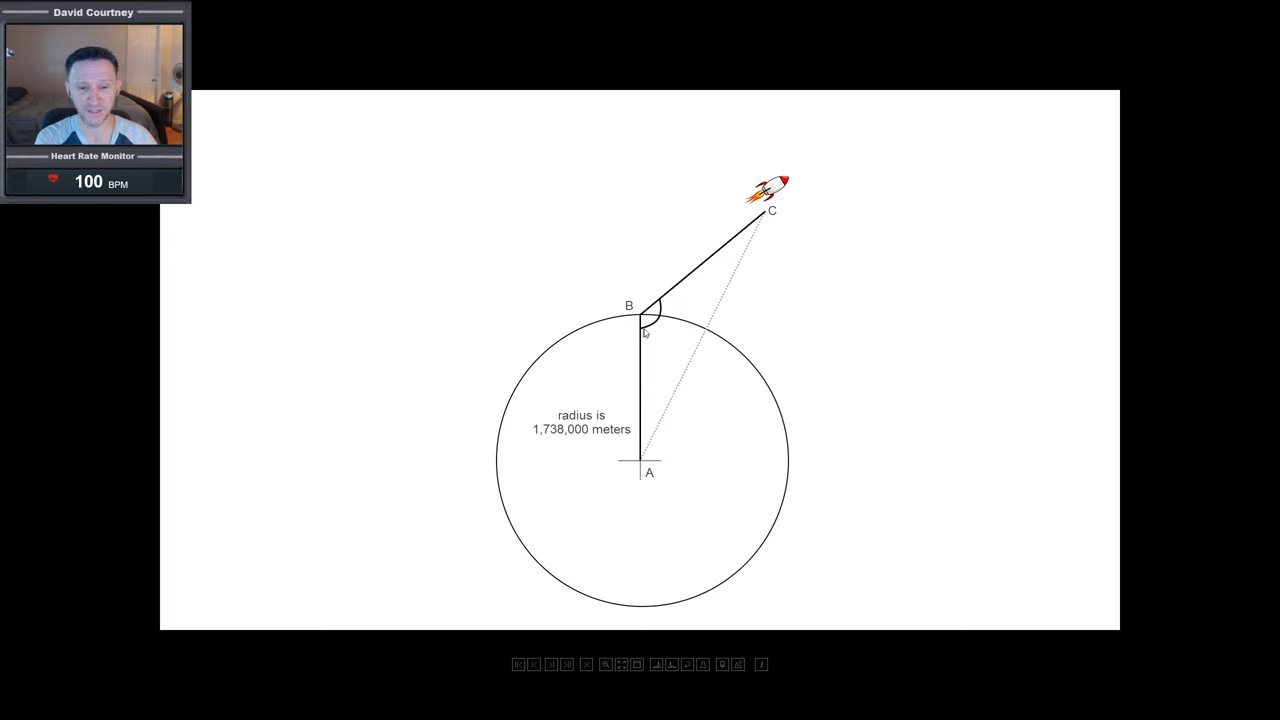 David Courtney
Heart Rate Monitor
100 BPM
C
B
radius is
1,738,000 meters
A